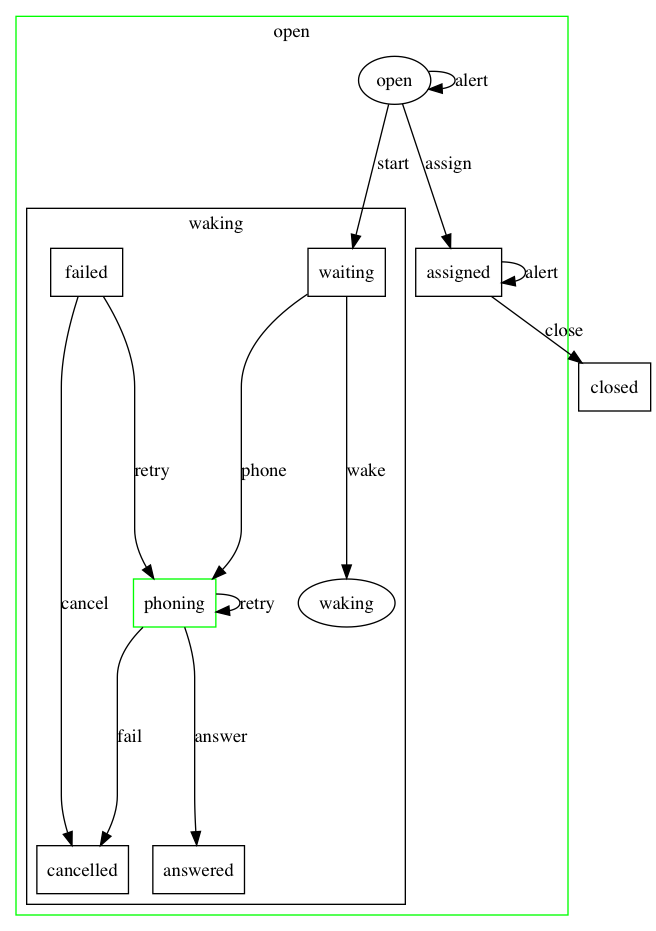 open
open
alert
start
assign
waking
failed
waiting
assigned
alert
close
closed
retry
phone
wake
cancel
phoning
retry
waking
fail
answer
cancelled
answered